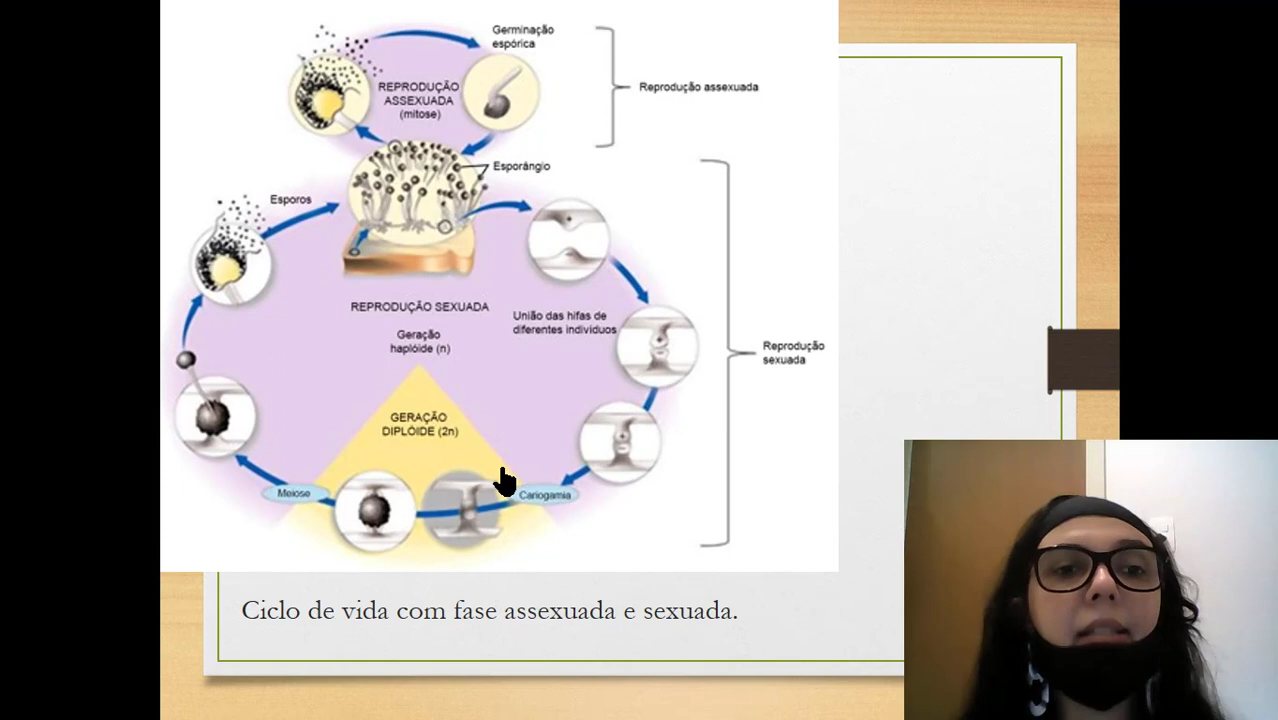 Germinação
espórica
REPRODUÇÃO
ASSEXUADA
(mitose)
Reprodução assexuada
Esporângio
Esporos
REPRODUÇÃO SEXUADA
Geração
haplóide (n)
União das hifas de
diferentes indivíduos
Reprodução
sexuada
GERAÇÃO
DIPLÓIDE (2n)
Meiose
Cariogamia
Ciclo de vida com fase assexuada e sexuada.